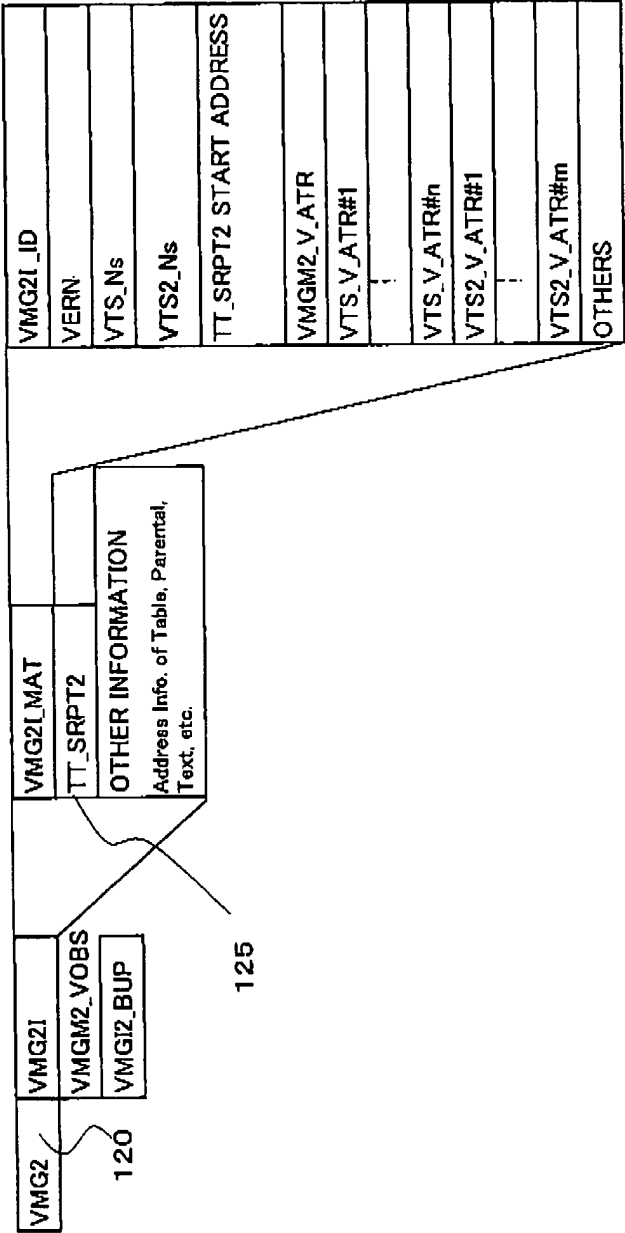 VMG2
120
VMG2I
VMGM2_VOBS
VMGI2_BUP
VMG2I_MAT
TT_SRPT2
OTHER INFORMATION
Address Info. of Table, Parental,
Text, etc.
125
VMG2I_ID
VERN
VTS_Ns
VTS2_Ns
TT_SRPT2 START ADDRESS
VMGM2_V_ATR
VTS_V_ATR#1
VTS_V_ATR#n
VTS2_V_ATR#1
VTS2_V_ATR#m
OTHERS